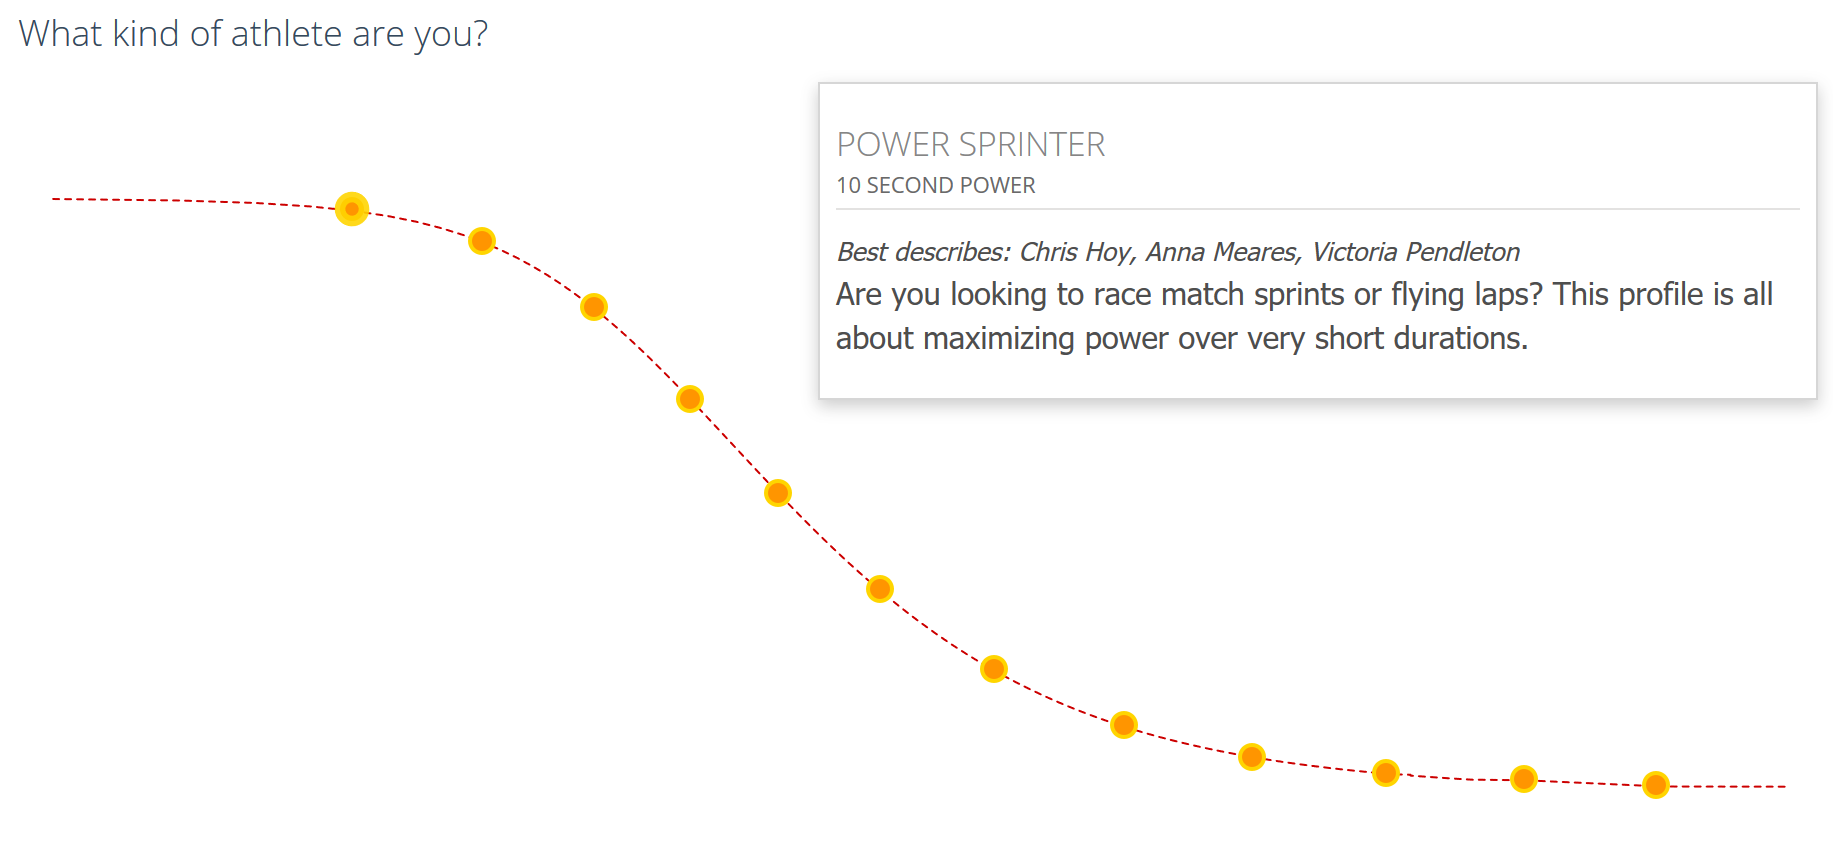 What kind of athlete are you?
POWER SPRINTER
10 SECOND POWER
Best describes: Chris Hoy, Anna Meares, Victoria Pendleton
Are you looking to race match sprints or flying laps? This profile is all
about maximizing power over very short durations.